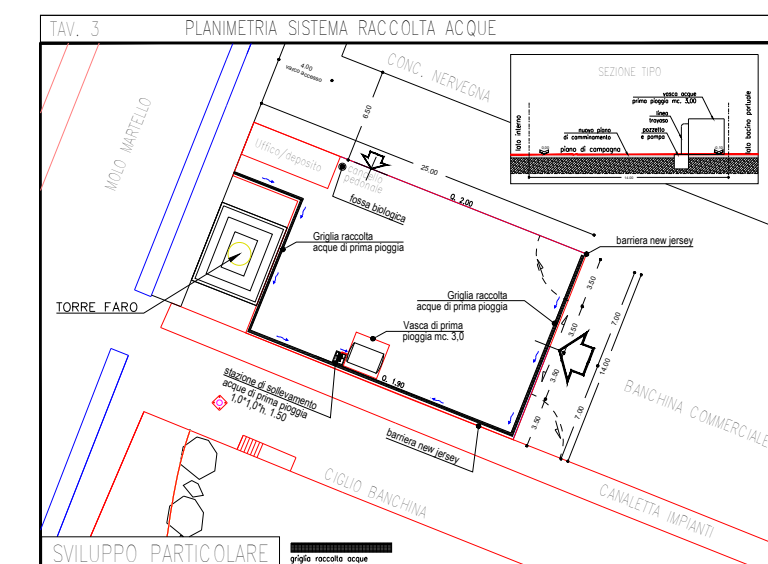 TAV. 3
PLANIMETRIA SISTEMA RACCOLTA ACQUE
CONC. NERVEGNA
4.00
varco accesso
6.50
MOLO MARTELLO
Uffico/deposito
cancello
pedonale
fossa biologica
25.00
Q. 2,00
SEZIONE TIPO
vasca acque
prima pioggia mc. 3,00
linea
travaso
pozzetto
e pompa
nuovo piano
di camminamento
piano di campagna
lato interno
lato bacino portuale
14.00
Griglia raccolta
acque di prima pioggia
barriera new jersey
TORRE FARO
Griglia raccolta
acque di prima pioggia
Vasca di prima
pioggia mc. 3,0
3.50
3.50
3.50
3.50
7.00
14.00
7.00
stazione di sollevamento
acque di prima pioggia
1,0*1,0*h. 1.50
Q. 1,90
barriera new jersey
BANCHINA COMMERCIALE
CIGLIO BANCHINA
CANALETTA IMPIANTI
SVILUPPO PARTICOLARE
griglia raccolta acque